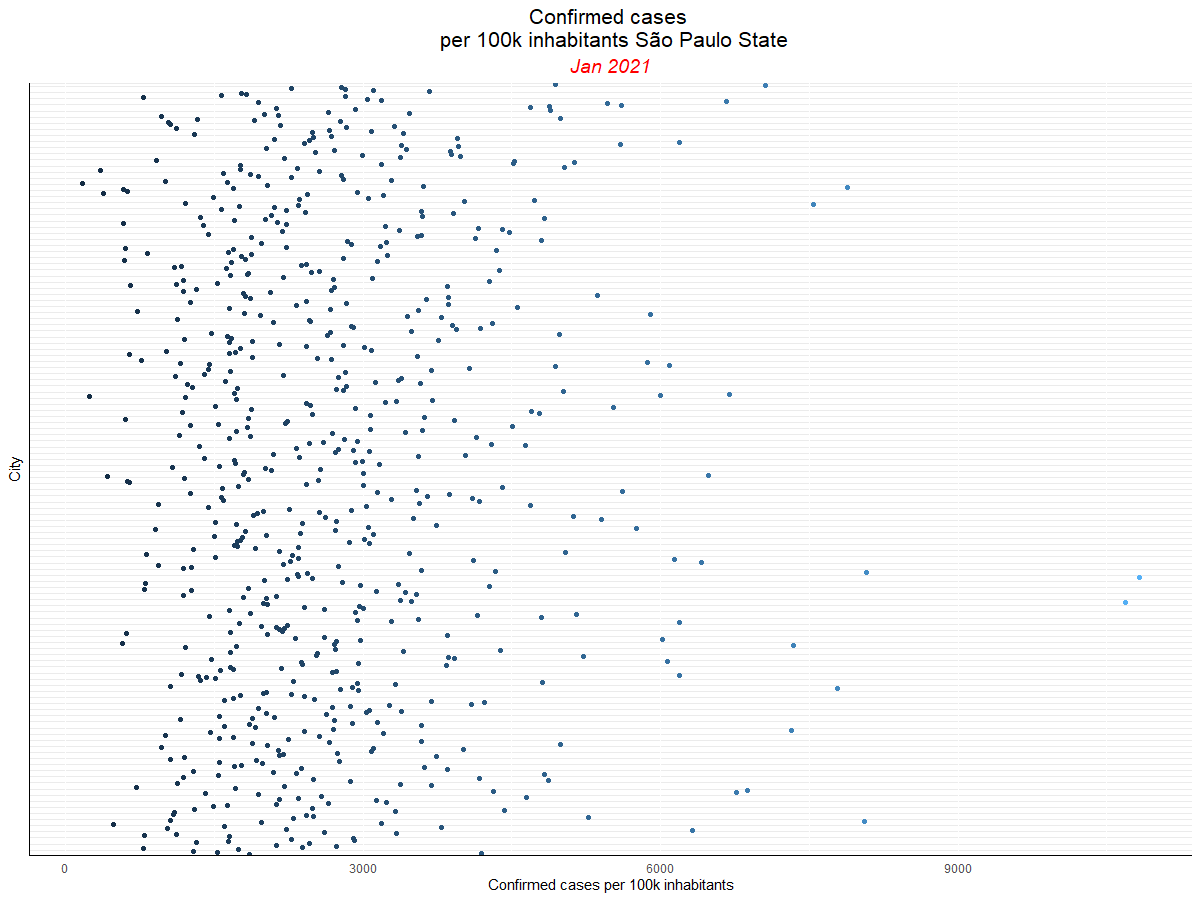 Confirmed cases
per 100k inhabitants São Paulo State
Jan 2021
City
0 3000 6000 9000
Confirmed cases per 100k inhabitants